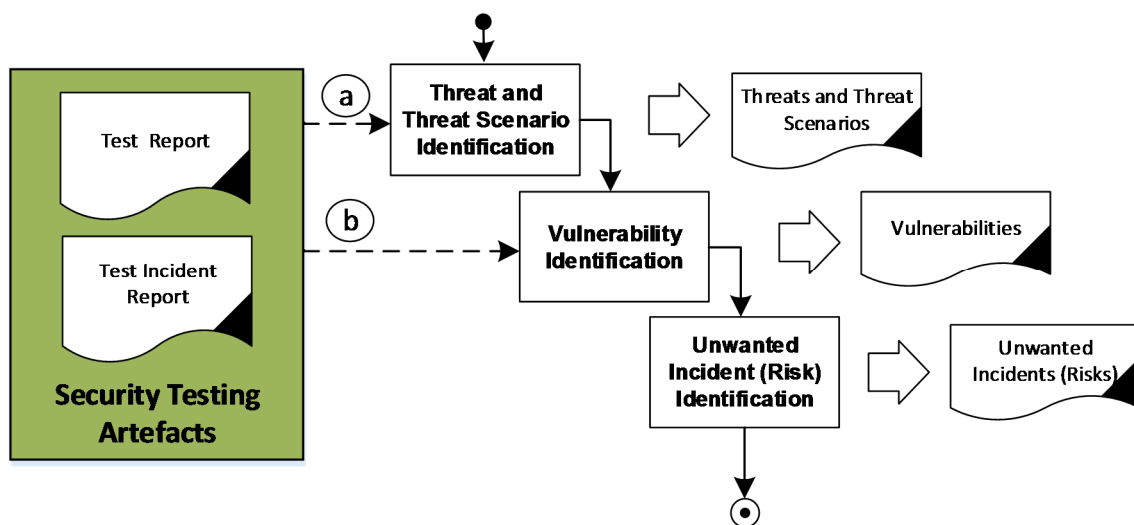 Test Report
Test Incident
Report
Security Testing
Artefacts
a
b
Threat and
Threat Scenario
Identification
Threats and Threat
Scenarios
Vulnerability
Identification
Vulnerabilities
Unwanted
Incident (Risk)
Identification
Unwanted
Incidents (Risks)